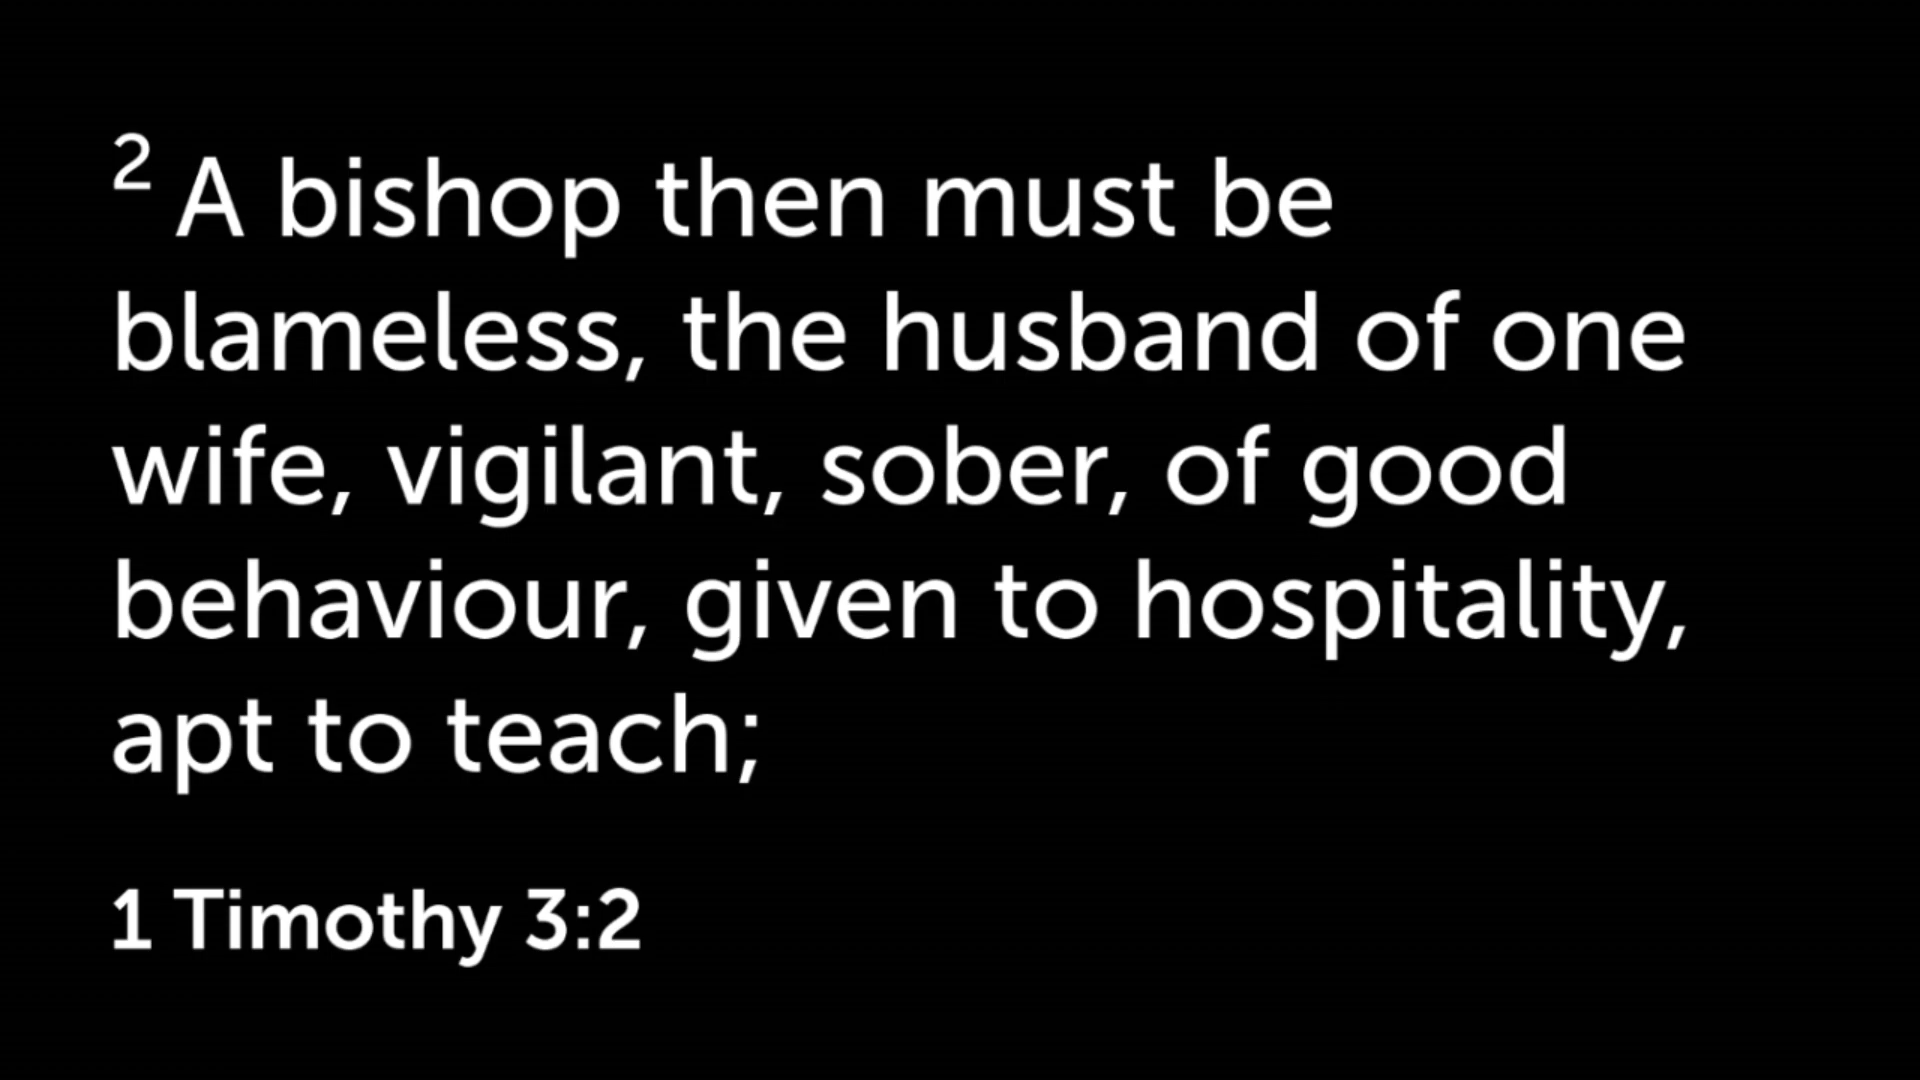 2 A bishop then must be
blameless, the husband of one
wife, vigilant, sober, of good
behaviour, given to hospitality,
apt to teach;
1 Timothy 3:2